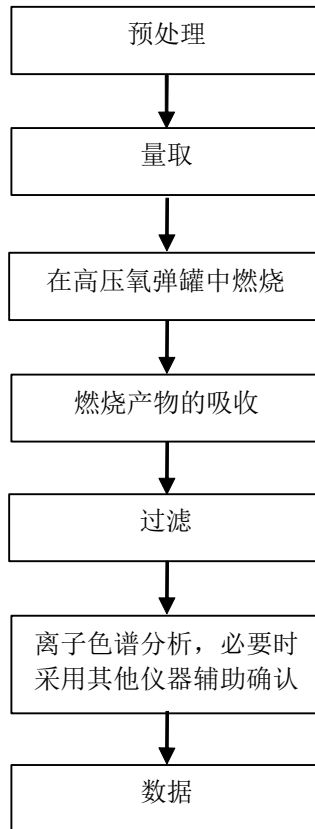 预处理
量取
在高压氧弹罐中燃烧
燃烧产物的吸收
过滤
离子色谱分析，必要时
采用其他仪器辅助确认
数据